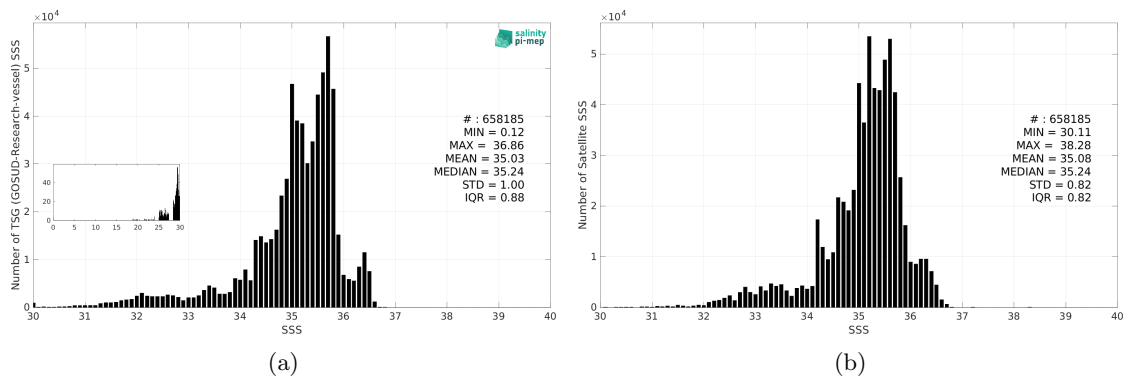 ×10⁴
Number of TSG (GOSUD-Research-vessel) SSS
5
4
3
2
1
0
salinity
pi-mep
# : 658185
MIN = 0.12
MAX = 36.86
MEAN = 35.03
MEDIAN = 35.24
STD = 1.00
IQR = 0.88
40
20
0
0 5 10 15 20 25 30
30 31 32 33 34 35 36 37 38 39 40
SSS
(a)
×10⁴
Number of Satellite SSS
5
4
3
2
1
0
# : 658185
MIN = 30.11
MAX = 38.28
MEAN = 35.08
MEDIAN = 35.24
STD = 0.82
IQR = 0.82
30 31 32 33 34 35 36 37 38 39 40
SSS
(b)